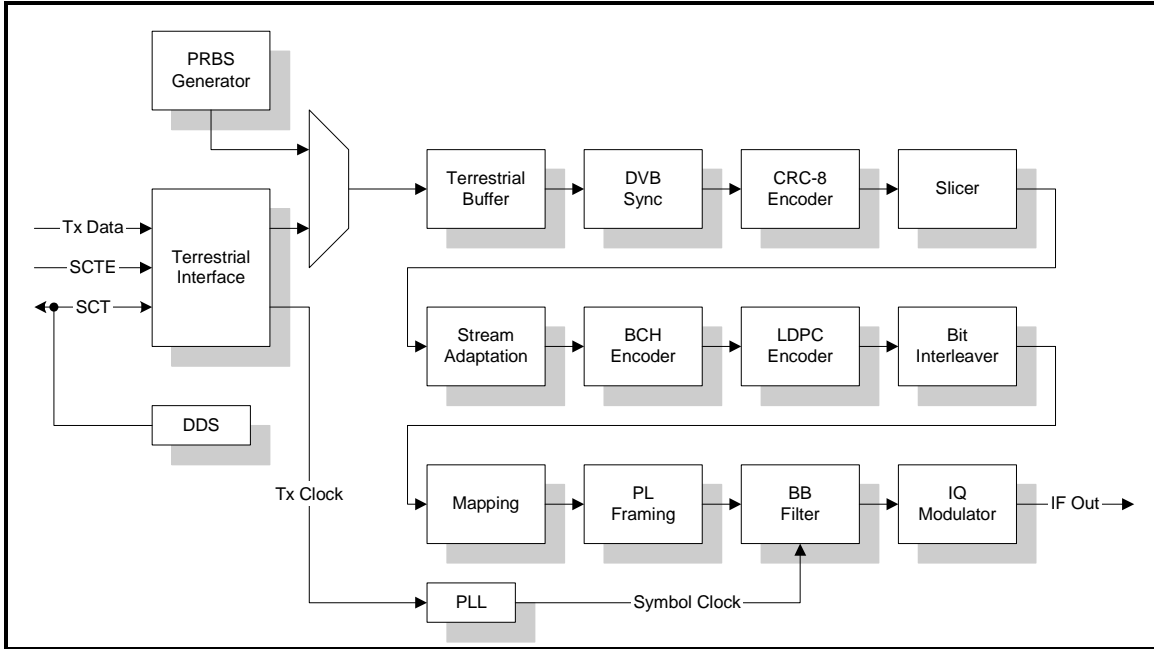 PRBS
Generator
Terrestrial
Buffer
DVB
Sync
CRC-8
Encoder
Slicer
Tx Data
SCTE
SCT
Terrestrial
Interface
Stream
Adaptation
BCH
Encoder
LDPC
Encoder
Bit
Interleaver
DDS
Tx Clock
Mapping
PL
Framing
BB
Filter
IQ
Modulator
IF Out
PLL
Symbol Clock